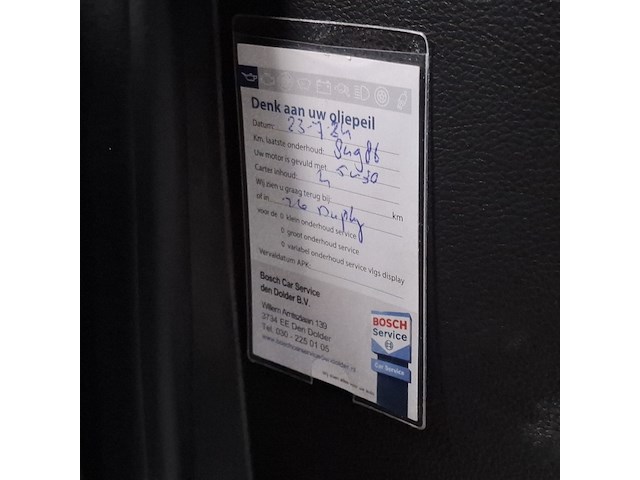 Denk aan uw oliepeil
Datum: 23-7-24
Km. laatste onderhoud:
Uw motor is gevuld met 5w30
Carter inhoud: 4
Wij zien u graag terug bij km
of in
voor de 0 klein onderhoud service
0 groot onderhoud service
0 variabel onderhoud service vlgs display
Vervaldatum APK:
Bosch Car Service
den Dolder B.V.
Willem Arntszlaan 139
3734 EE Den Dolder
Tel. 030 - 225 01 05
BOSCH
Service
Car Service